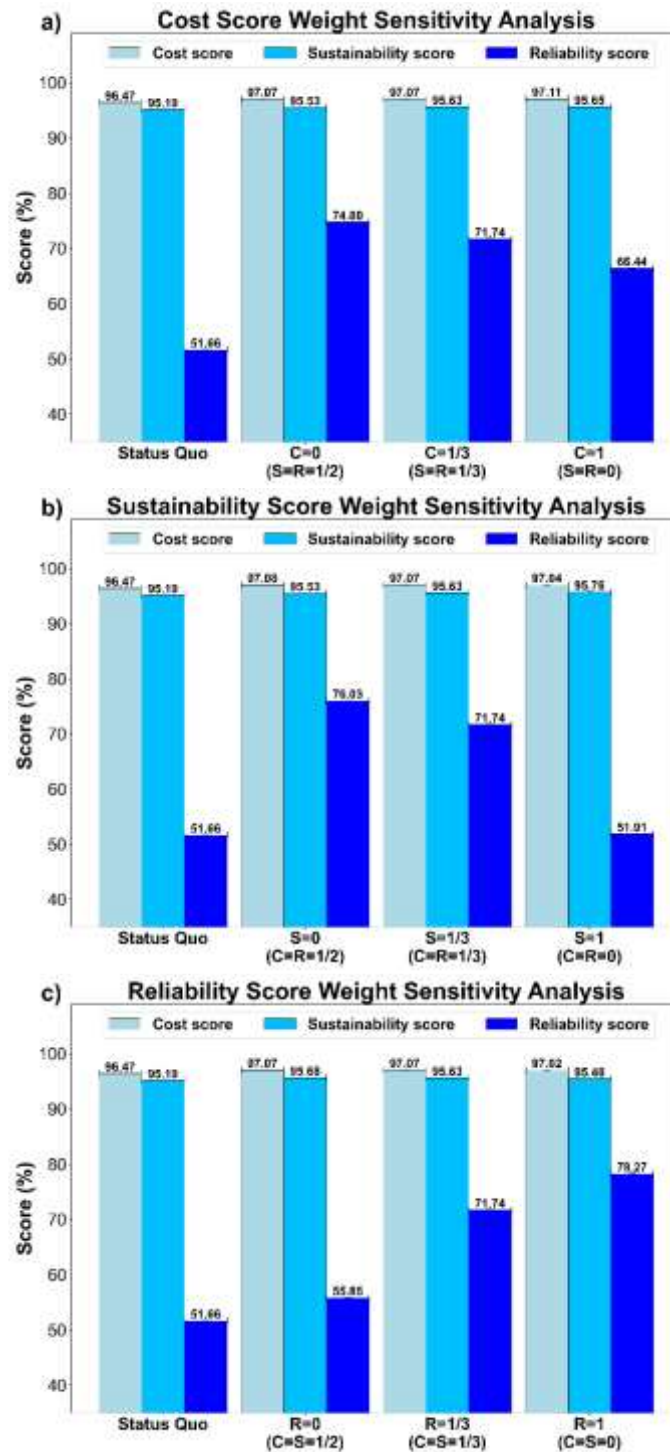 a) Cost Score Weight Sensitivity Analysis
Cost score Sustainability score Reliability score
Score (%)
100
90
80
70
60
50
40
96.47 95.19 51.66
97.07 95.53 74.80
97.07 95.63 71.74
97.11 95.65 66.44
Status Quo C=0 C=1/3 C=1
(S=R=1/2) (S=R=1/3) (S=R=0)
b) Sustainability Score Weight Sensitivity Analysis
Cost score Sustainability score Reliability score
Score (%)
100
90
80
70
60
50
40
96.47 95.19 51.66
97.08 95.53 76.03
97.07 95.63 71.74
97.04 95.76 51.91
Status Quo S=0 S=1/3 S=1
(C=R=1/2) (C=R=1/3) (C=R=0)
c) Reliability Score Weight Sensitivity Analysis
Cost score Sustainability score Reliability score
Score (%)
100
90
80
70
60
50
40
96.47 95.19 51.66
97.07 95.68 55.85
97.07 95.63 71.74
97.02 78.27
Status Quo R=0 R=1/3 R=1
(C=S=1/2) (C=S=1/3) (C=S=0)